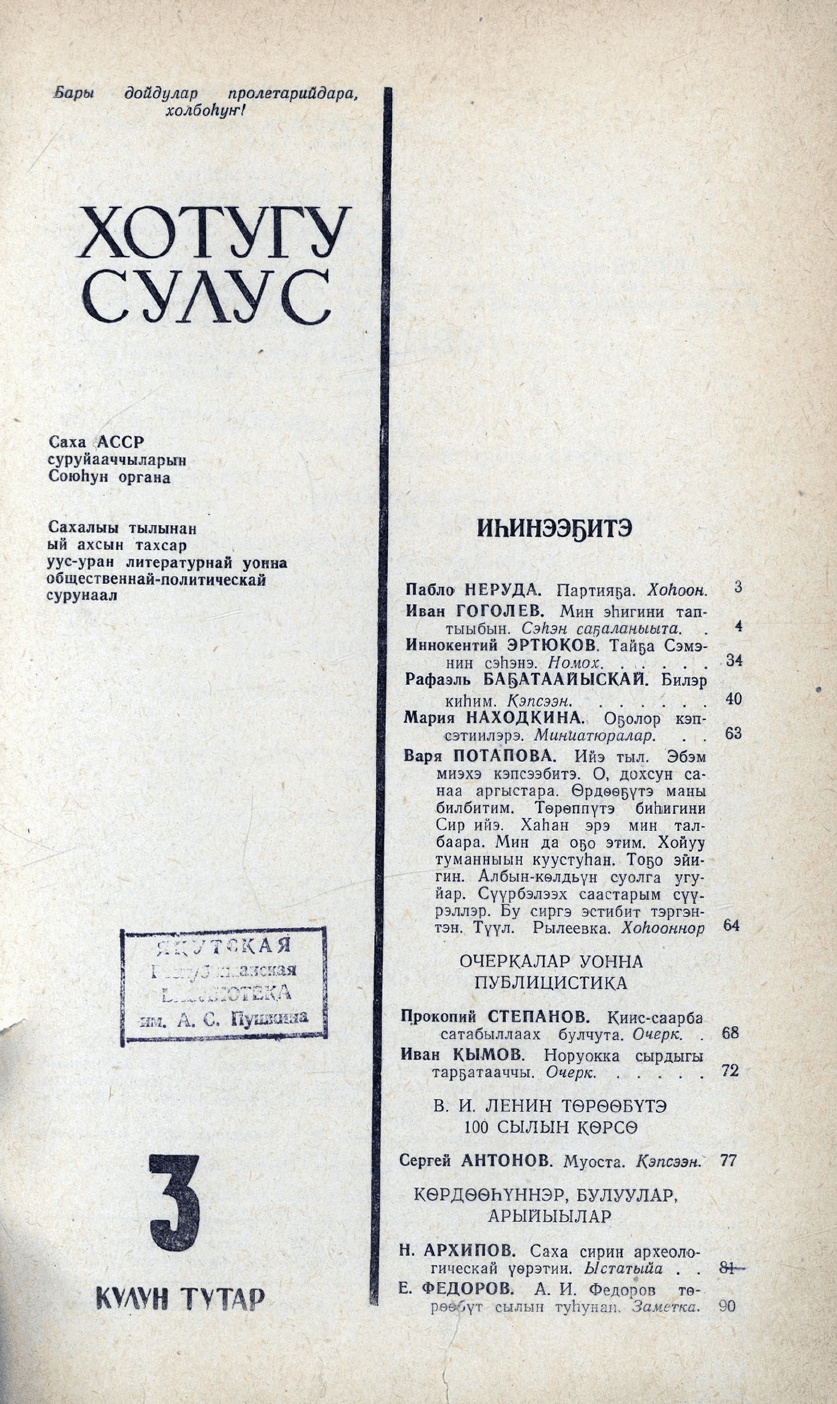 Бары дойдулар пролетарийдара,
холбоһуҥ!
ХОТУГУ
СУЛУС
Саха АССР
суруйааччыларын
Союһун органа
Сахалыы тылынан
ый ахсын тахсар
уус-уран литературнай уонна
общественнай-политическай
сурунаал
ЯКУТСКАЯ
Республиканская
БИБЛИОТЕКА
им. А. С. Пушкина
3
КУЛУН ТУТАР
ИҺИНЭЭҔИТЭ
Пабло НЕРУДА. Партияҕа. Хоһоон. 3
Иван ГОГОЛЕВ. Мин эһигини тап-
тыыбын. Сэһэн саҕаланыыта. . 4
Иннокентий ЭРТЮКОВ. Тайҕа Сэмэ-
нин сэһэнэ. Номох. . . . . . 34
Рафаэль БАҔАТААЙЫСКАЙ. Билэр
киһим. Кэпсээн. . . . . . . 40
Мария НАХОДКИНА. Оҕолор кэп-
сэтиилэрэ. Миниатюралар. . . 63
Варя ПОТАПОВА. Ийэ тыл. Эбэм
миэхэ кэпсээбитэ. О, дохсун са-
наа аргыстара. Өрдөөҕүтэ маны
билбитим. Төрөппүтэ биһигини
Сир ийэ. Хаһан эрэ мин тал-
баара. Мин да оҕо этим. Хойуу
туманныын куустуһан. Тоҕо эйи-
гин. Албын-көлдьүн суолга угу-
йар. Сүүрбэлээх саастарым сүү-
рэллэр. Бу сиргэ эстибит тэргэн-
тэн. Түүл. Рылеевка. Хоһооннор 64
ОЧЕРКАЛАР УОННА
ПУБЛИЦИСТИКА
Прокопий СТЕПАНОВ. Киис-саарба
сатабыллаах булчута. Очерк. . 68
Иван КЫМОВ. Норуокка сырдыгы
тарҕатааччы. Очерк. . . . . . 72
В. И. ЛЕНИН ТӨРӨӨБҮТЭ
100 СЫЛЫН КӨРСӨ
Сергей АНТОНОВ. Муоста. Кэпсээн. 77
КӨРДӨӨҺҮННЭР, БУЛУУЛАР,
АРЫЙЫЫЛАР
Н. АРХИПОВ. Саха сирин археоло-
гическай үөрэтии. Ыстатыйа . . 81
Е. ФЕДОРОВ. А. И. Федоров тө-
рөөбүт сылын туһунан. Заметка. 90